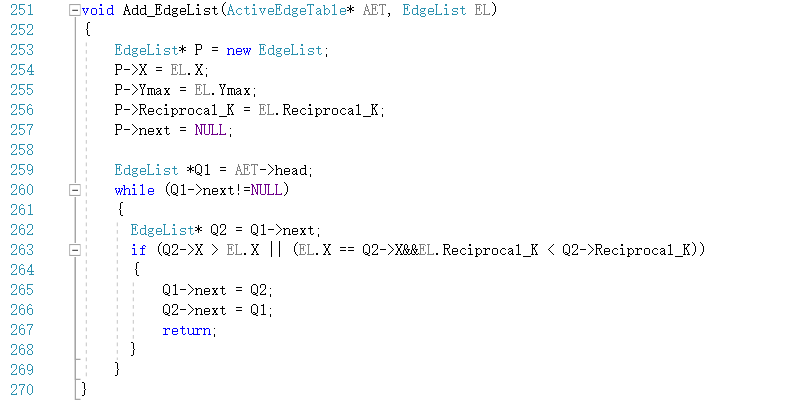 251 void Add_EdgeList(ActiveEdgeTable* AET, EdgeList EL)
252 {
253 EdgeList* P = new EdgeList;
254 P->X = EL.X;
255 P->Ymax = EL.Ymax;
256 P->Reciprocal_K = EL.Reciprocal_K;
257 P->next = NULL;
258
259 EdgeList *Q1 = AET->head;
260 while (Q1->next!=NULL)
261 {
262 EdgeList* Q2 = Q1->next;
263 if (Q2->X > EL.X || (EL.X == Q2->X&&EL.Reciprocal_K < Q2->Reciprocal_K))
264 {
265 Q1->next = Q2;
266 Q2->next = Q1;
267 return;
268 }
269 }
270 }